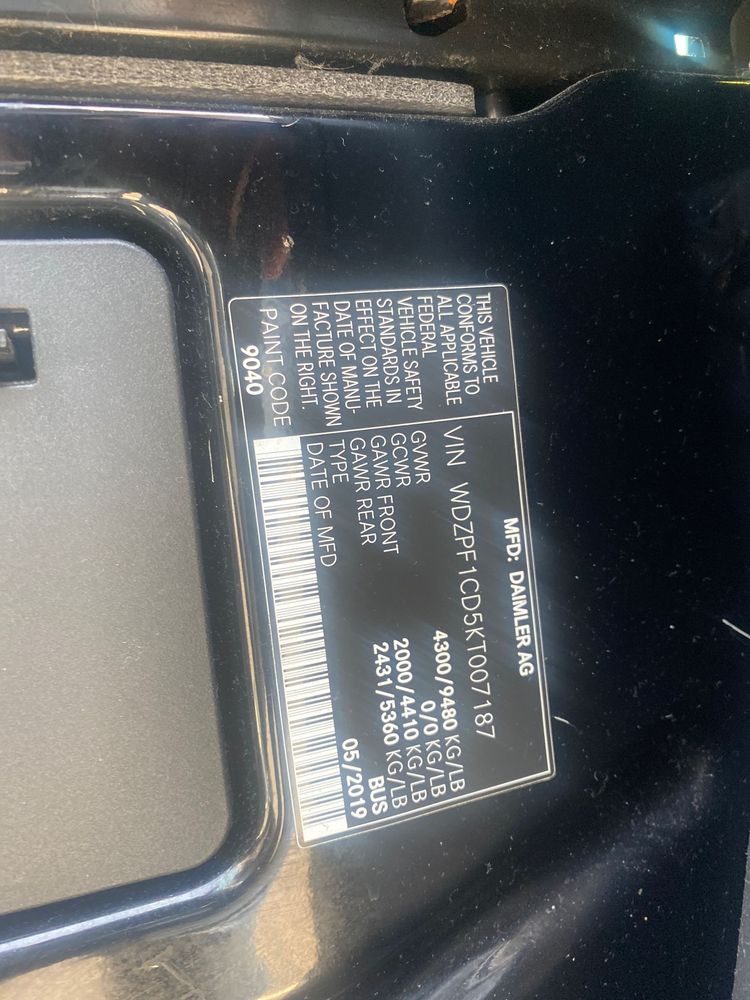 MFD: DAIMLER AG
VIN WDZPF1CD5KT007187
GVWR 4300/9480 KG/LB
GCWR 0/0 KG/LB
GAWR FRONT 2000/4410 KG/LB
GAWR REAR 2431/5360 KG/LB
TYPE BUS
DATE OF MFD 05/2019
THIS VEHICLE
CONFORMS TO
ALL APPLICABLE
FEDERAL
VEHICLE SAFETY
STANDARDS IN
EFFECT ON THE
DATE OF MANU-
FACTURE SHOWN
ON THE RIGHT.
PAINT CODE
9040